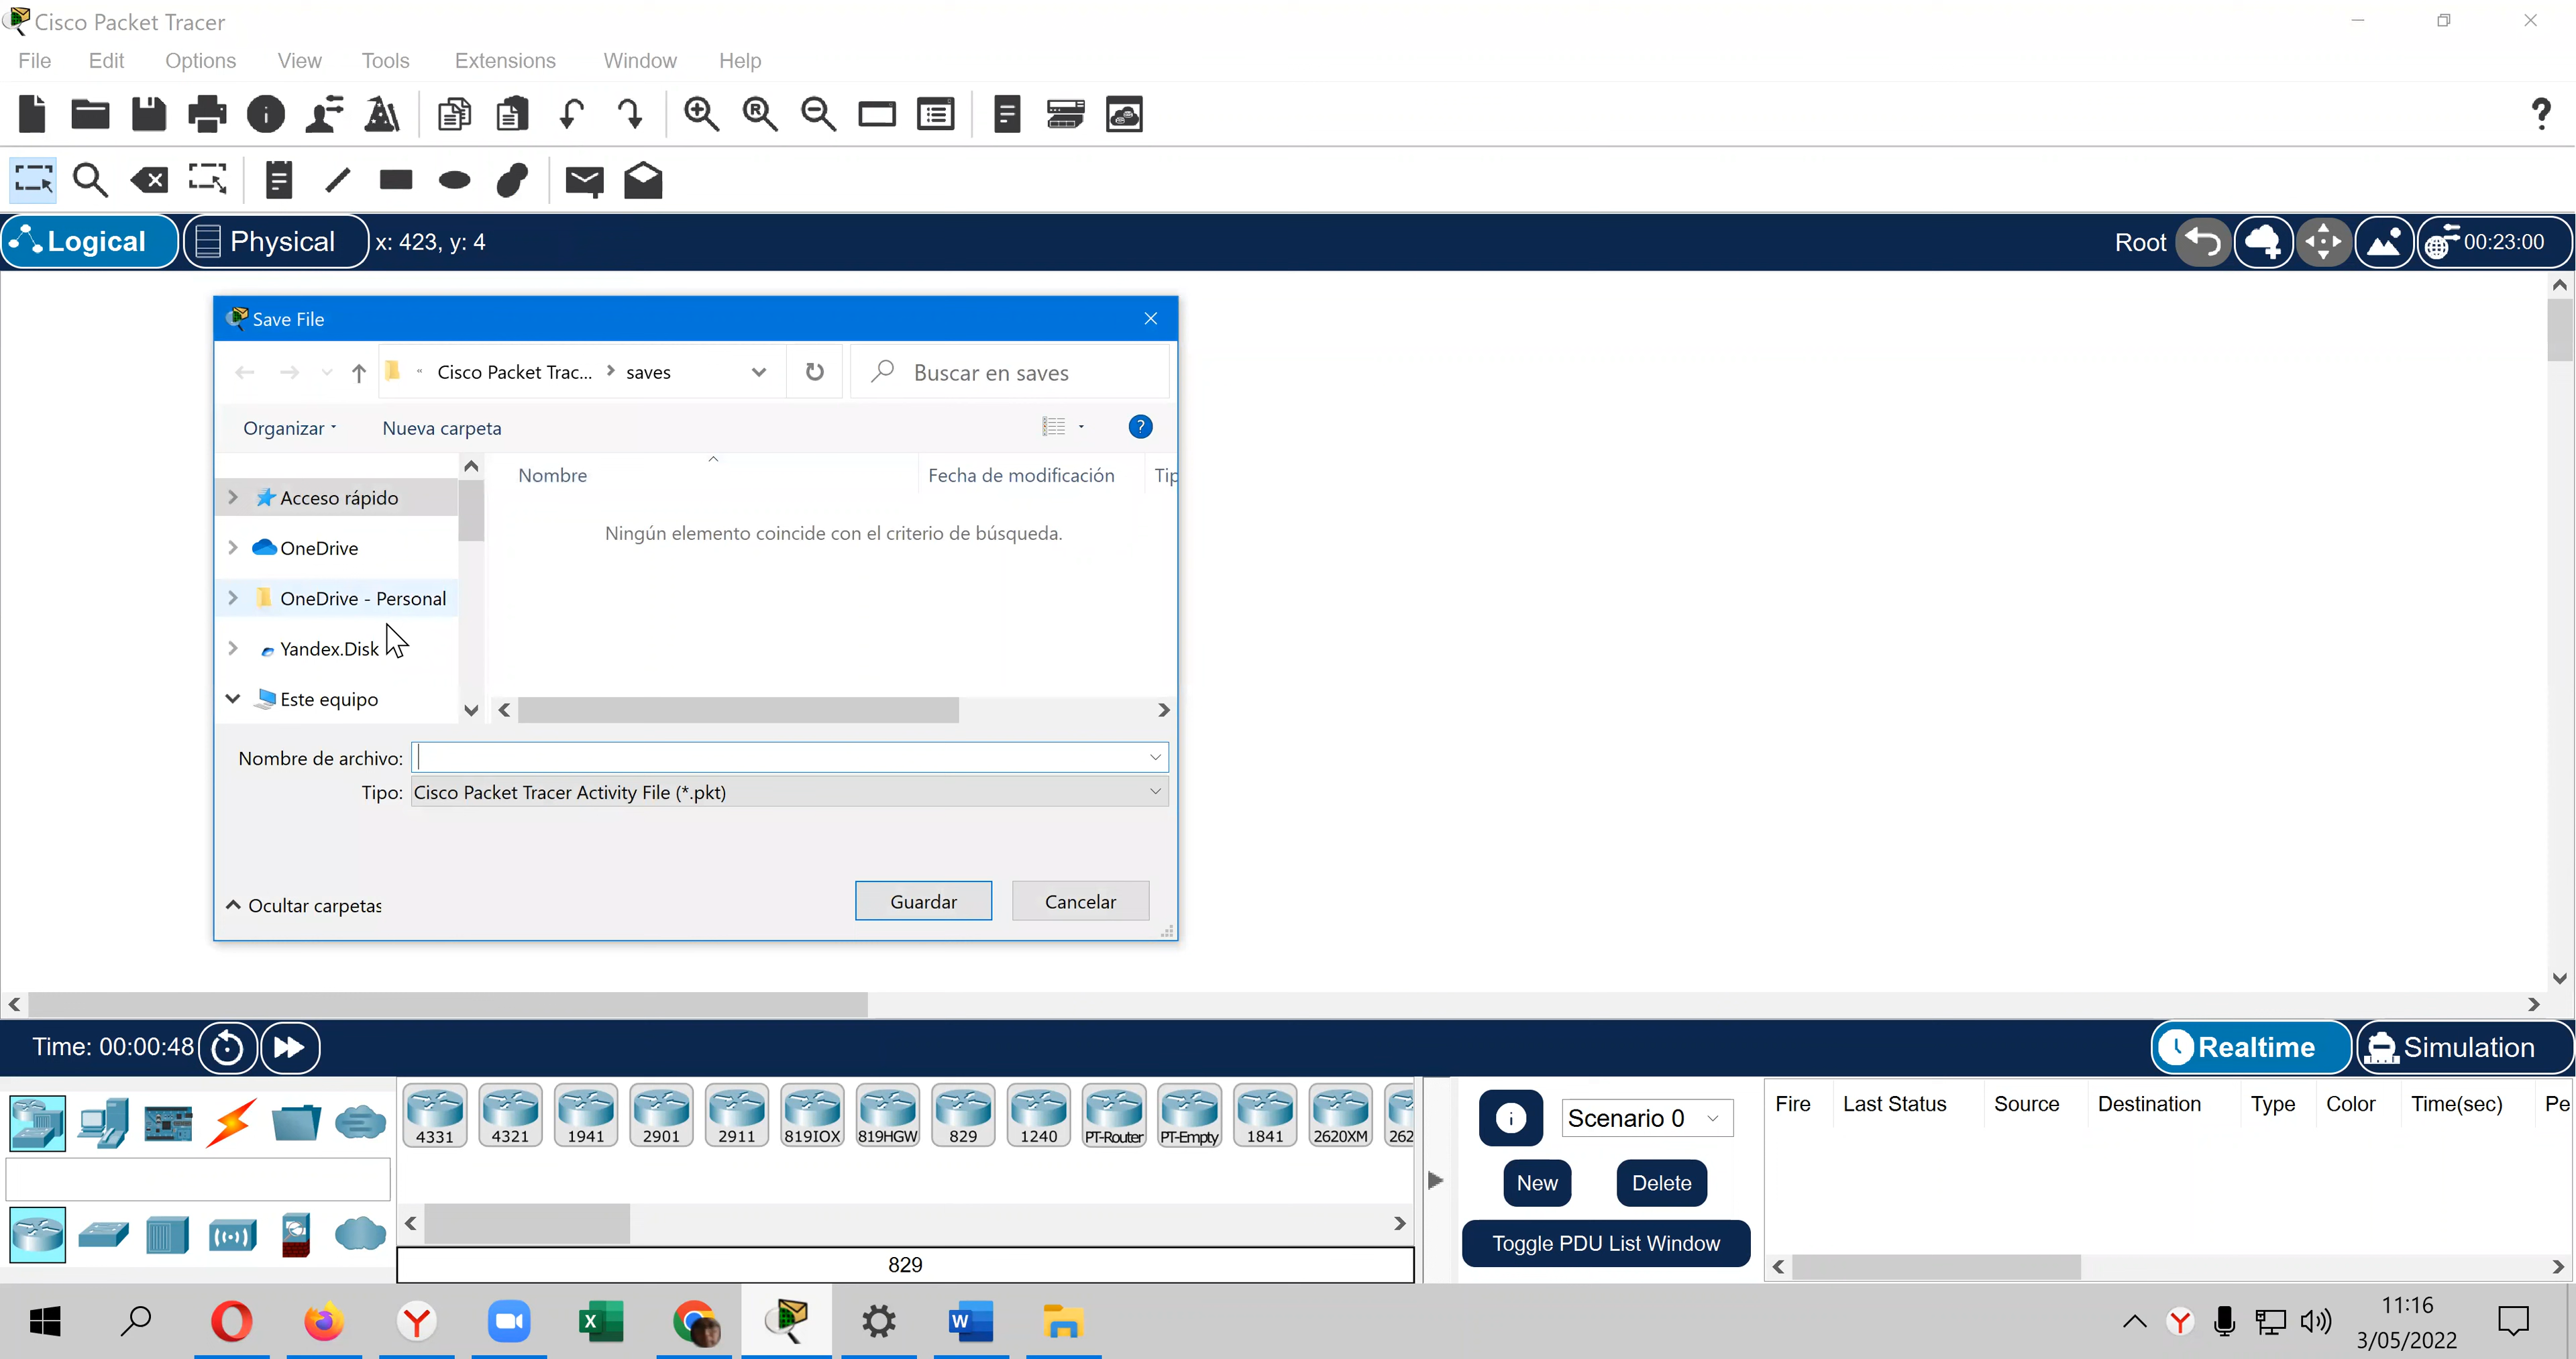 Cisco Packet Tracer
File Edit Options View Tools Extensions Window Help
Logical Physical x: 423, y: 4 Root 00:23:00
Save File
« Cisco Packet Trac... > saves Buscar en saves
Organizar Nueva carpeta
Nombre Fecha de modificación Tip
Acceso rápido
Ningún elemento coincide con el criterio de búsqueda.
OneDrive
OneDrive - Personal
Yandex.Disk
Este equipo
Nombre de archivo:
Tipo: Cisco Packet Tracer Activity File (*.pkt)
Ocultar carpetas Guardar Cancelar
Time: 00:00:48 Realtime Simulation
4331 4321 1941 2901 2911 819IOX 819HGW 829 1240 PT-Router PT-Empty 1841 2620XM 262
Scenario 0
Fire Last Status Source Destination Type Color Time(sec) Pe
New Delete
Toggle PDU List Window
829
11:16
3/05/2022